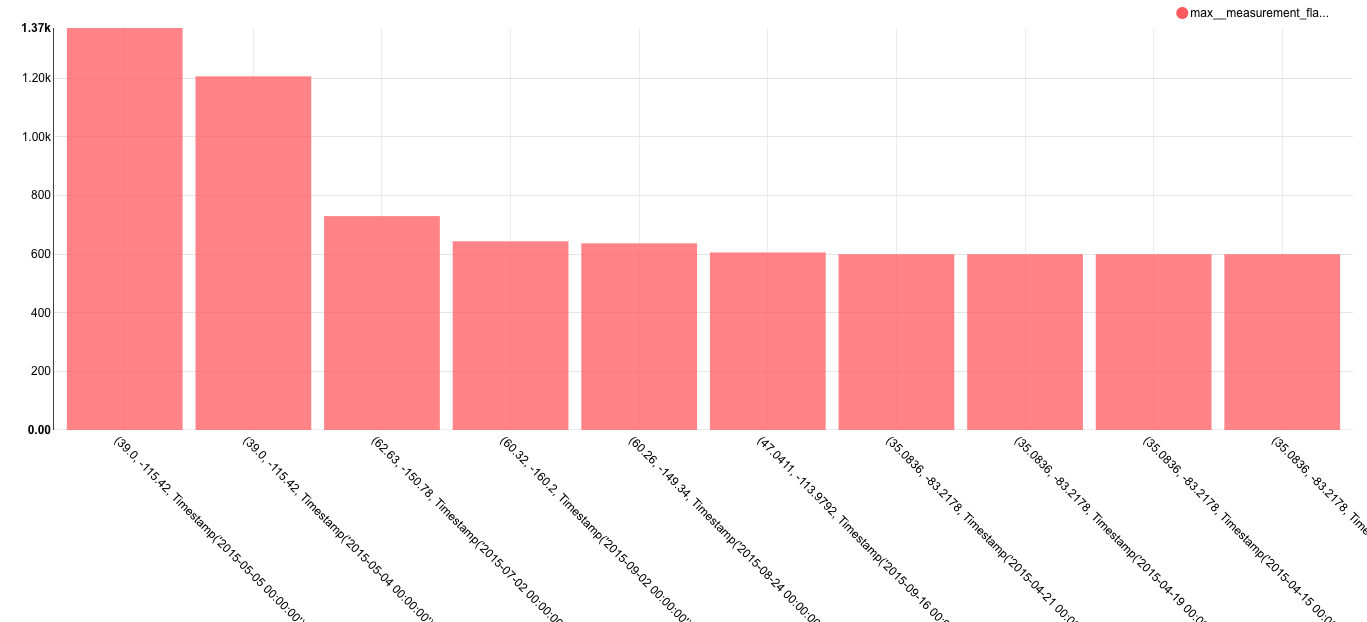 max__measurement_fla...
1.37k
1.20k
1.00k
800
600
400
200
0.00
(39.0, -115.42, Timestamp('2015-05-05 00:00:00')
(39.0, -115.42, Timestamp('2015-05-04 00:00:00')
(62.63, -150.78, Timestamp('2015-07-02 00:00:00
(60.32, -160.2, Timestamp('2015-09-02 00:00:00')
(60.26, -149.34, Timestamp('2015-08-24 00:00:00
(47.0411, -113.9792, Timestamp('2015-09-16 00:0
(35.0836, -83.2178, Timestamp('2015-04-21 00:00
(35.0836, -83.2178, Timestamp('2015-04-19 00:00
(35.0836, -83.2178, Timestamp('2015-04-15 00:00
(35.0836, -83.2178, Time